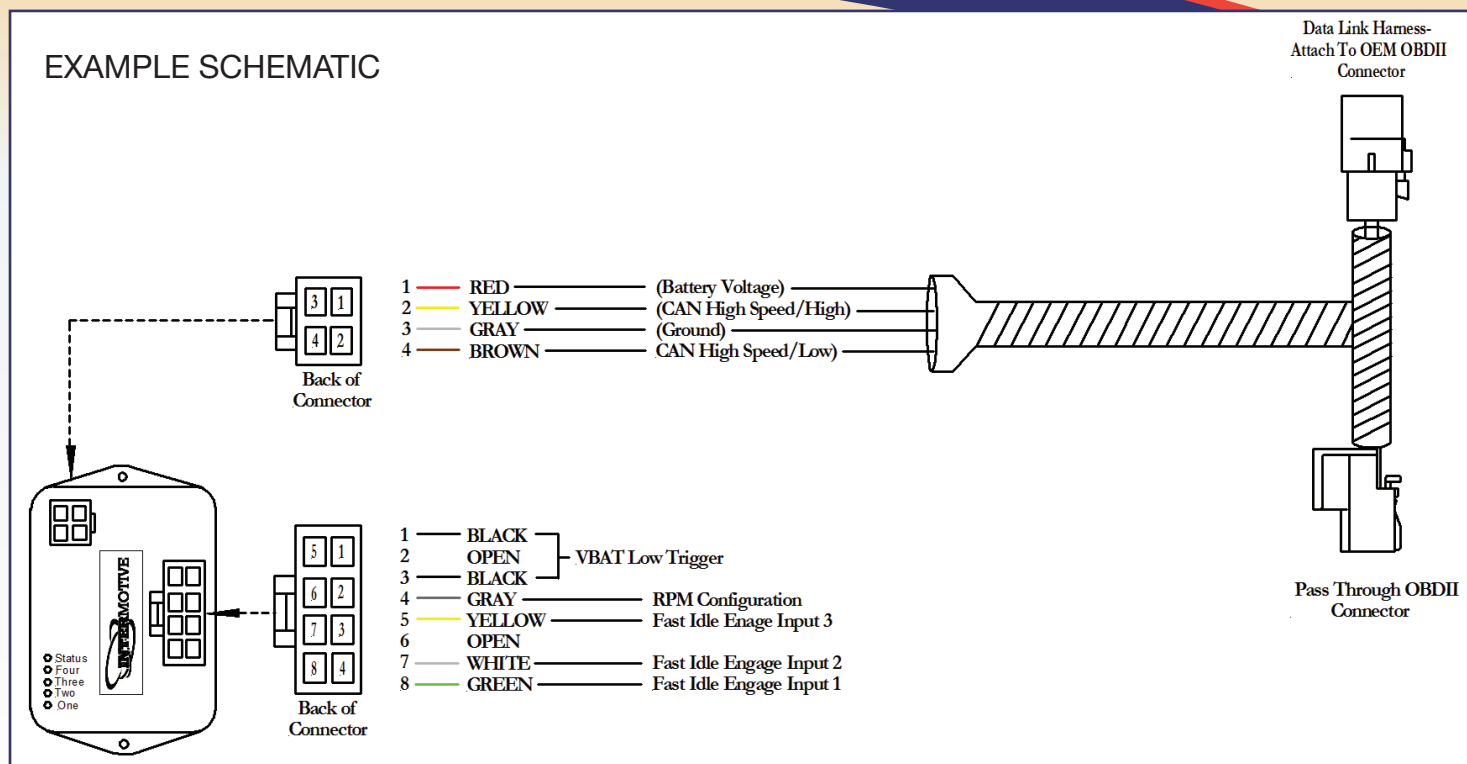 EXAMPLE SCHEMATIC
Data Link Harness-
Attach To OEM OBDII
Connector
3 1
4 2
Back of
Connector
1 RED (Battery Voltage)
2 YELLOW (CAN High Speed/High)
3 GRAY (Ground)
4 BROWN CAN High Speed/Low)
INTERMOTIVE
Status
Four
Three
Two
One
5 1
6 2
7 3
8 4
Back of
Connector
1 BLACK
2 OPEN VBAT Low Trigger
3 BLACK
4 GRAY RPM Configuration
5 YELLOW Fast Idle Enage Input 3
6 OPEN
7 WHITE Fast Idle Engage Input 2
8 GREEN Fast Idle Engage Input 1
Pass Through OBDII
Connector